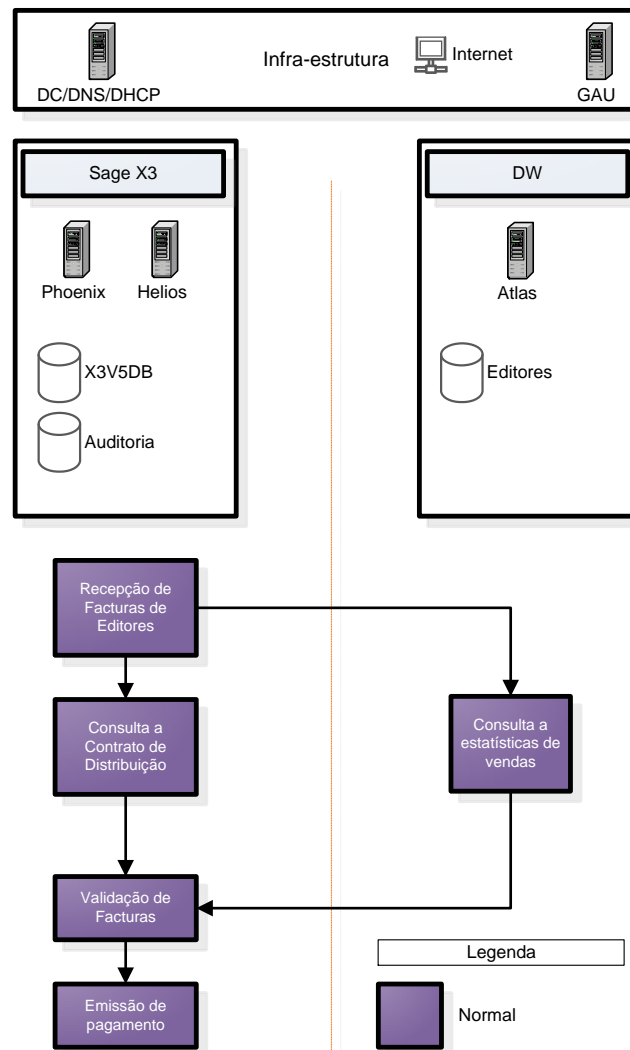 Infra-estrutura
Internet
DC/DNS/DHCP
GAU
Sage X3
DW
Phoenix
Helios
Atlas
X3V5DB
Editores
Auditoria
Recepção de
Facturas de
Editores
Consulta a
Contrato de
Distribuição
Consulta a
estatísticas de
vendas
Validação de
Facturas
Legenda
Emissão de
pagamento
Normal